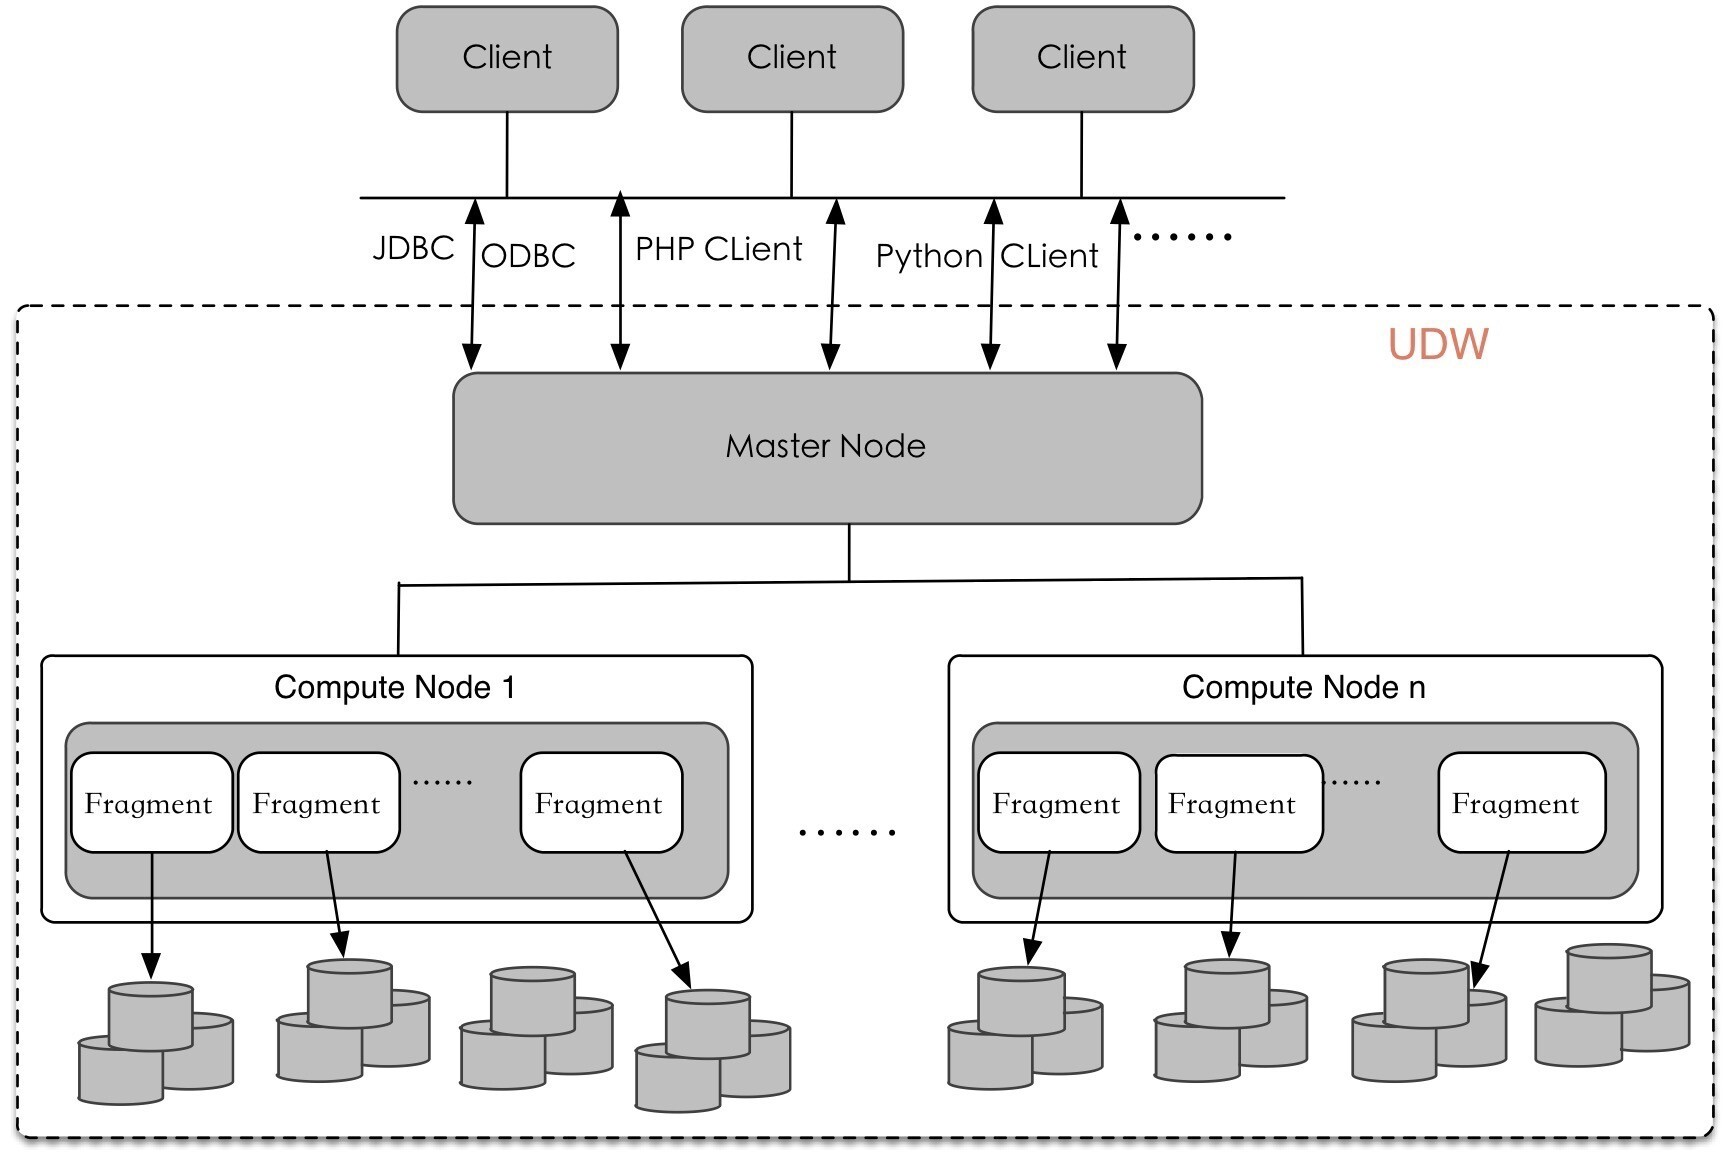 Client
Client
Client
JDBC
ODBC
PHP CLient
Python CLient
......
UDW
Master Node
Compute Node 1
Fragment
Fragment
......
Fragment
......
Compute Node n
Fragment
Fragment
......
Fragment